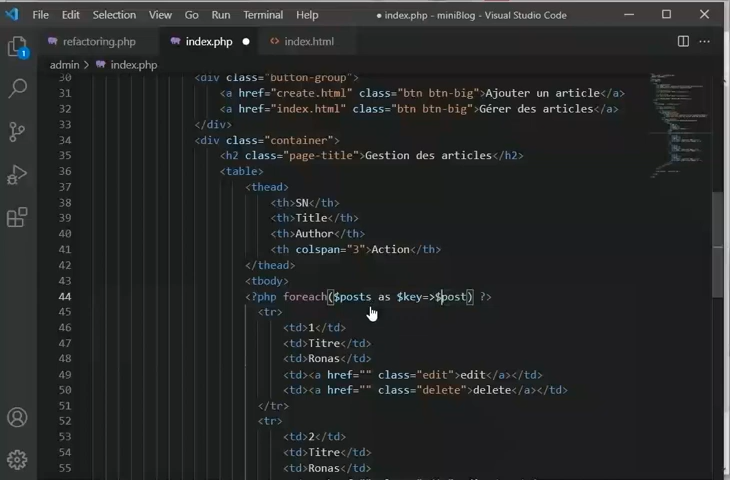 File Edit Selection View Go Run Terminal Help ● index.php - miniBlog - Visual Studio Code
refactoring.php index.php ● <> index.html
admin > index.php
1
30 <div class="button-group">
31 <a href="create.html" class="btn btn-big">Ajouter un article</a>
32 <a href="index.html" class="btn btn-big">Gérer des articles</a>
33 </div>
34 <div class="container">
35 <h2 class="page-title">Gestion des articles</h2>
36 <table>
37 <thead>
38 <th>SN</th>
39 <th>Title</th>
40 <th>Author</th>
41 <th colspan="3">Action</th>
42 </thead>
43 <tbody>
44 <?php foreach($posts as $key=>$post) ?>
45 <tr>
46 <td>1</td>
47 <td>Titre</td>
48 <td>Ronas</td>
49 <td><a href="" class="edit">edit</a></td>
50 <td><a href="" class="delete">delete</a></td>
51 </tr>
52 <tr>
53 <td>2</td>
54 <td>Titre</td>
55 <td>Ronas</td>